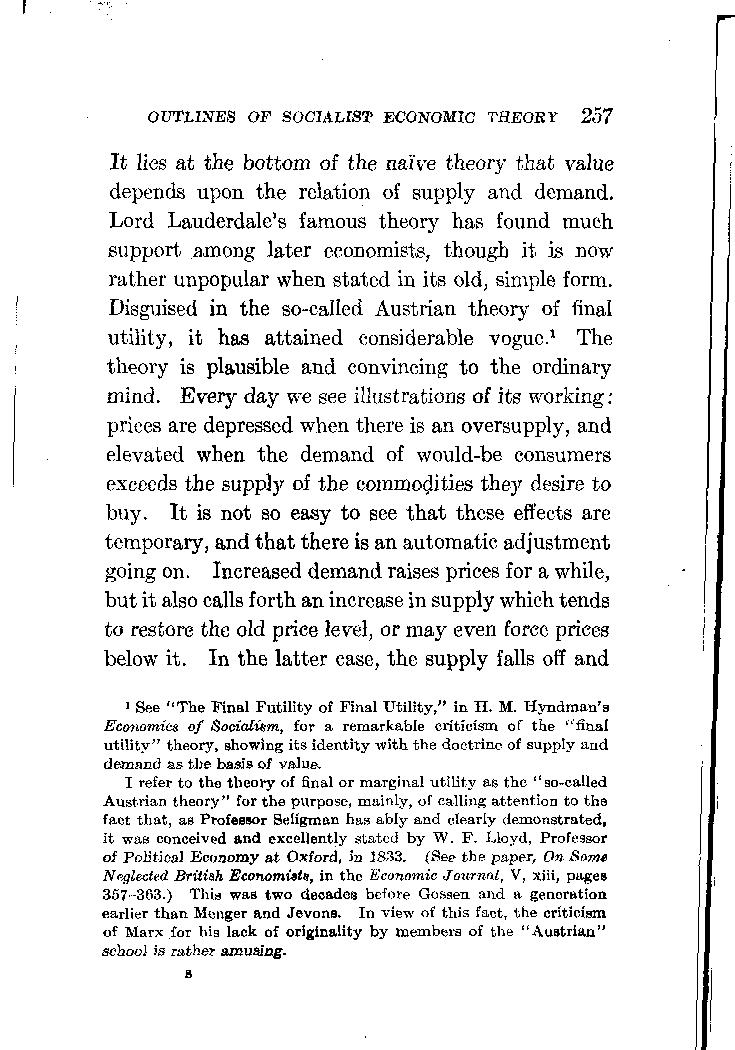 OUTLINES OF SOCIALIST ECONOMIC THEORY 257
It lies at the bottom of the naïve theory that value
depends upon the relation of supply and demand.
Lord Lauderdale's famous theory has found much
support among later economists, though it is now
rather unpopular when stated in its old, simple form.
Disguised in the so-called Austrian theory of final
utility, it has attained considerable vogue.¹ The
theory is plausible and convincing to the ordinary
mind. Every day we see illustrations of its working:
prices are depressed when there is an oversupply, and
elevated when the demand of would-be consumers
exceeds the supply of the commodities they desire to
buy. It is not so easy to see that these effects are
temporary, and that there is an automatic adjustment
going on. Increased demand raises prices for a while,
but it also calls forth an increase in supply which tends
to restore the old price level, or may even force prices
below it. In the latter case, the supply falls off and
¹ See "The Final Futility of Final Utility," in H. M. Hyndman's
Economics of Socialism, for a remarkable criticism of the "final
utility" theory, showing its identity with the doctrine of supply and
demand as the basis of value.
I refer to the theory of final or marginal utility as the "so-called
Austrian theory" for the purpose, mainly, of calling attention to the
fact that, as Professor Seligman has ably and clearly demonstrated,
it was conceived and excellently stated by W. F. Lloyd, Professor
of Political Economy at Oxford, in 1833. (See the paper, On Some
Neglected British Economists, in the Economic Journal, V, xiii, pages
357-363.) This was two decades before Gossen and a generation
earlier than Menger and Jevons. In view of this fact, the criticism
of Marx for his lack of originality by members of the "Austrian"
school is rather amusing.
S